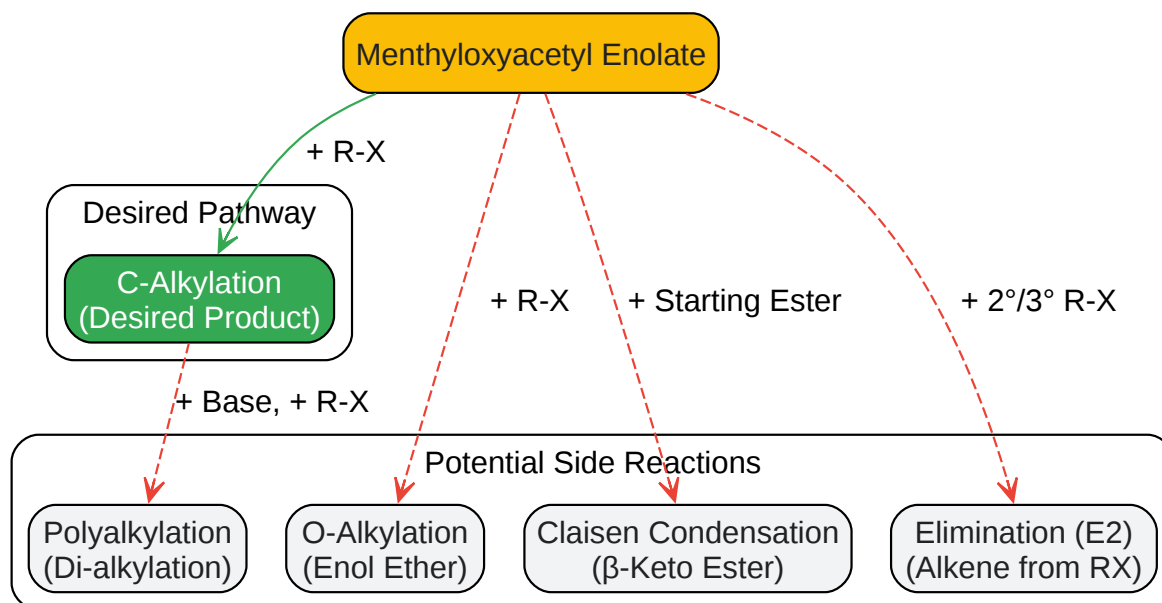 Menthyloxyacetyl Enolate
+ R-X
Desired Pathway
C-Alkylation
(Desired Product)
+ R-X
+ Starting Ester
+ 2°/3° R-X
+ Base, + R-X
Potential Side Reactions
Polyalkylation
(Di-alkylation)
O-Alkylation
(Enol Ether)
Claisen Condensation
(β-Keto Ester)
Elimination (E2)
(Alkene from RX)